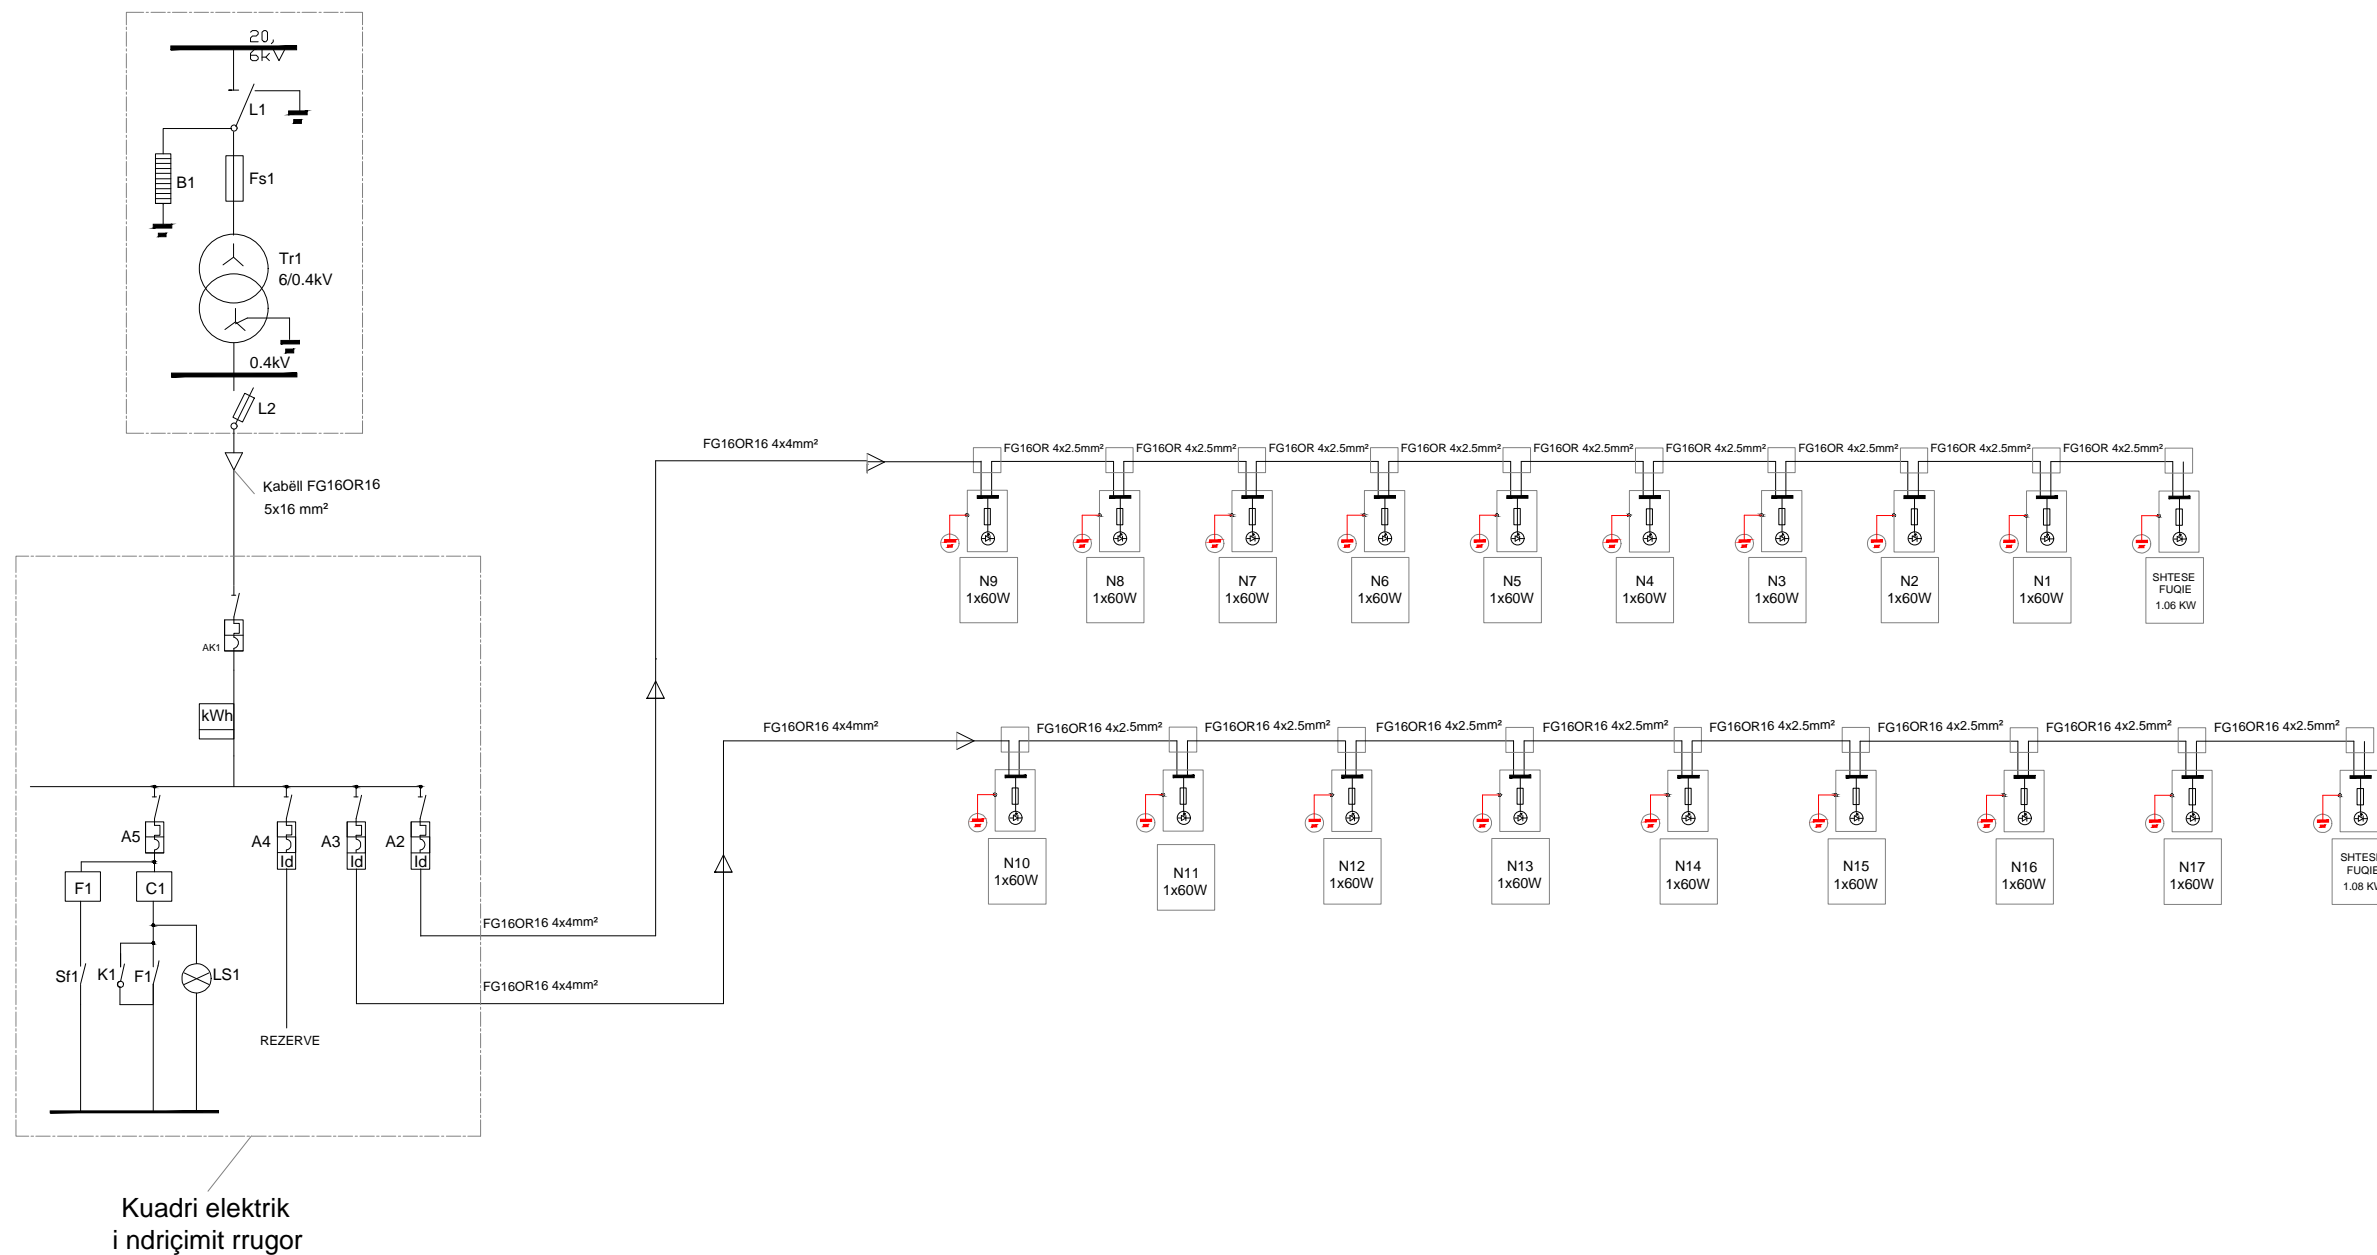 20,
6kV
L1
B1
Fs1
Tr1
6/0.4kV
0.4kV
L2
Kabëll FG16OR16
5x16 mm²
AK1
kWh
A5
A4
A3
A2
Id
Id
Id
F1
C1
Sf1
K1
F1
LS1
REZERVE
FG16OR16 4x4mm²
FG16OR16 4x4mm²
Kuadri elektrik
i ndriçimit rrugor
FG16OR16 4x4mm²
FG16OR 4x2.5mm²
FG16OR 4x2.5mm²
FG16OR 4x2.5mm²
FG16OR 4x2.5mm²
FG16OR 4x2.5mm²
FG16OR 4x2.5mm²
FG16OR 4x2.5mm²
FG16OR 4x2.5mm²
FG16OR 4x2.5mm²
N9
1x60W
N8
1x60W
N7
1x60W
N6
1x60W
N5
1x60W
N4
1x60W
N3
1x60W
N2
1x60W
N1
1x60W
SHTESE
FUQIE
1.06 KW
FG16OR16 4x4mm²
FG16OR16 4x2.5mm²
FG16OR16 4x2.5mm²
FG16OR16 4x2.5mm²
FG16OR16 4x2.5mm²
FG16OR16 4x2.5mm²
FG16OR16 4x2.5mm²
FG16OR16 4x2.5mm²
FG16OR16 4x2.5mm²
N10
1x60W
N11
1x60W
N12
1x60W
N13
1x60W
N14
1x60W
N15
1x60W
N16
1x60W
N17
1x60W
SHTESE
FUQIE
1.08 KW